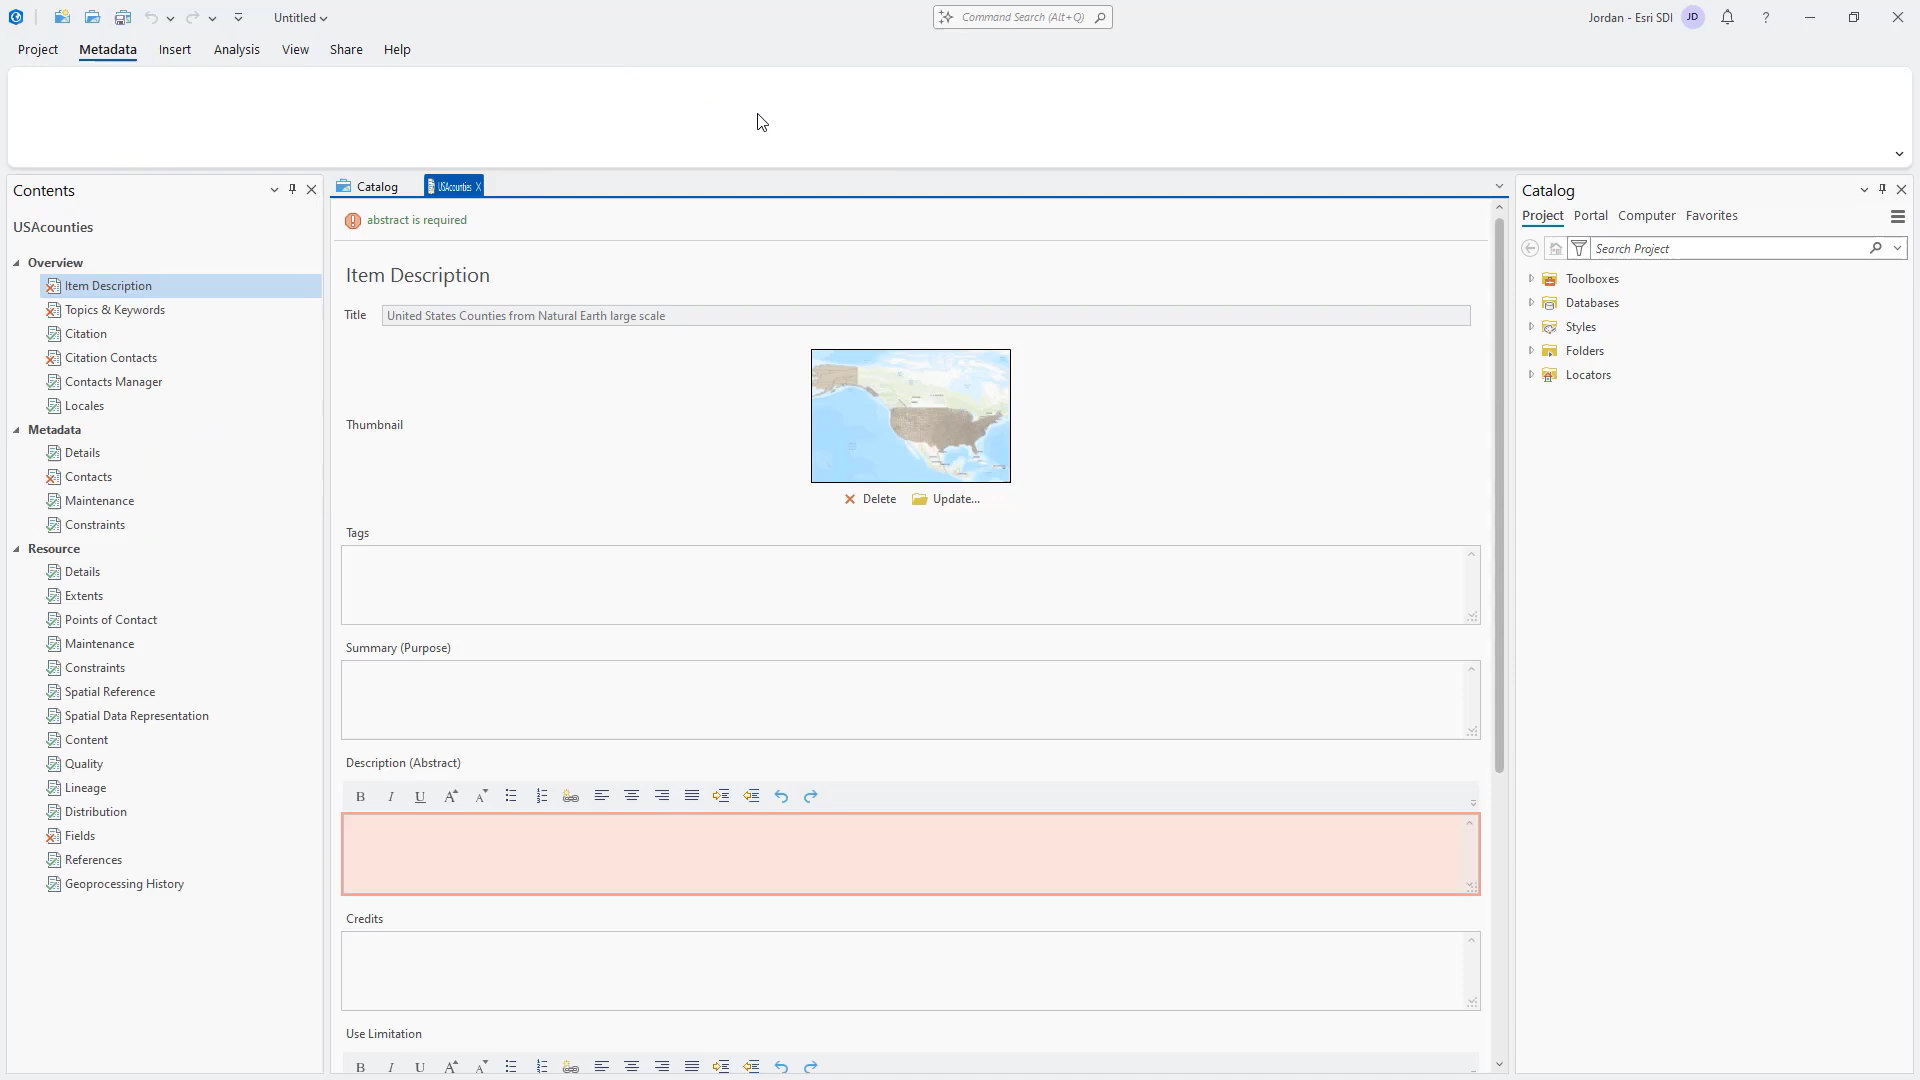 Untitled
Command Search (Alt+Q)
Jordan - Esri SDI
JD
?
Project
Metadata
Insert
Analysis
View
Share
Help
Contents
USAcounties
Overview
Item Description
Topics & Keywords
Citation
Citation Contacts
Contacts Manager
Locales
Metadata
Details
Contacts
Maintenance
Constraints
Resource
Details
Extents
Points of Contact
Maintenance
Constraints
Spatial Reference
Spatial Data Representation
Content
Quality
Lineage
Distribution
Fields
References
Geoprocessing History
Catalog
USAcounties
abstract is required
Item Description
Title
United States Counties from Natural Earth large scale
Thumbnail
Delete
Update...
Tags
Summary (Purpose)
Description (Abstract)
B I U A A
Credits
Use Limitation
B I U A A
Catalog
Project
Portal
Computer
Favorites
Search Project
Toolboxes
Databases
Styles
Folders
Locators